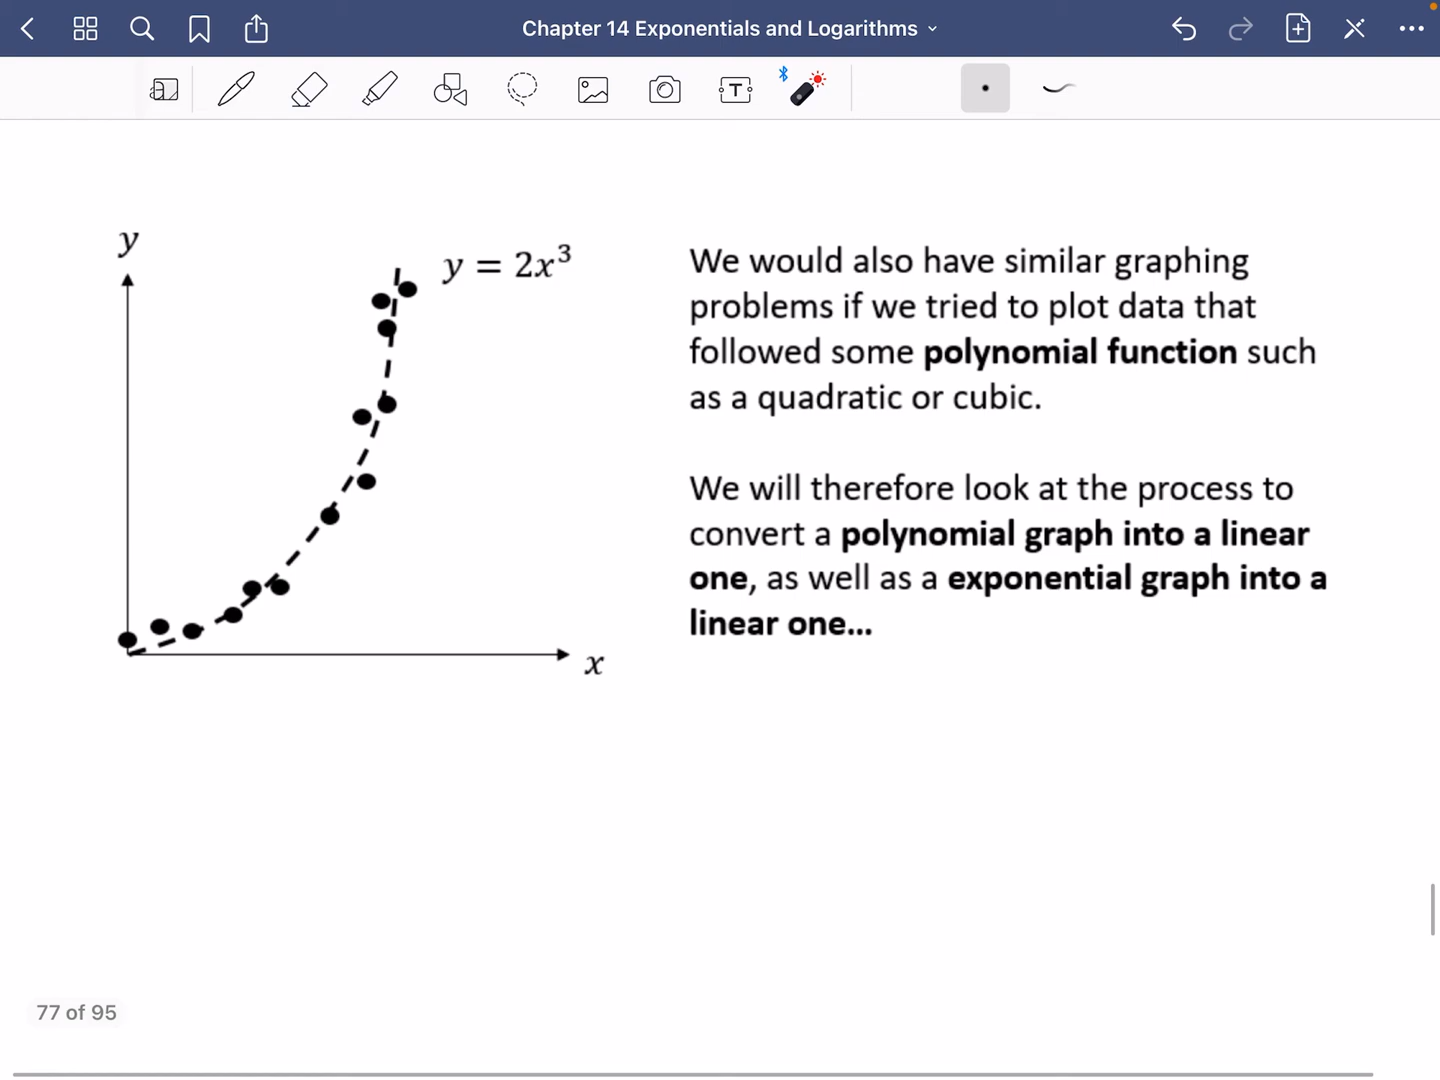 Chapter 14 Exponentials and Logarithms
y
y = 2x³
We would also have similar graphing
problems if we tried to plot data that
followed some polynomial function such
as a quadratic or cubic.
We will therefore look at the process to
convert a polynomial graph into a linear
one, as well as a exponential graph into a
linear one...
x
77 of 95